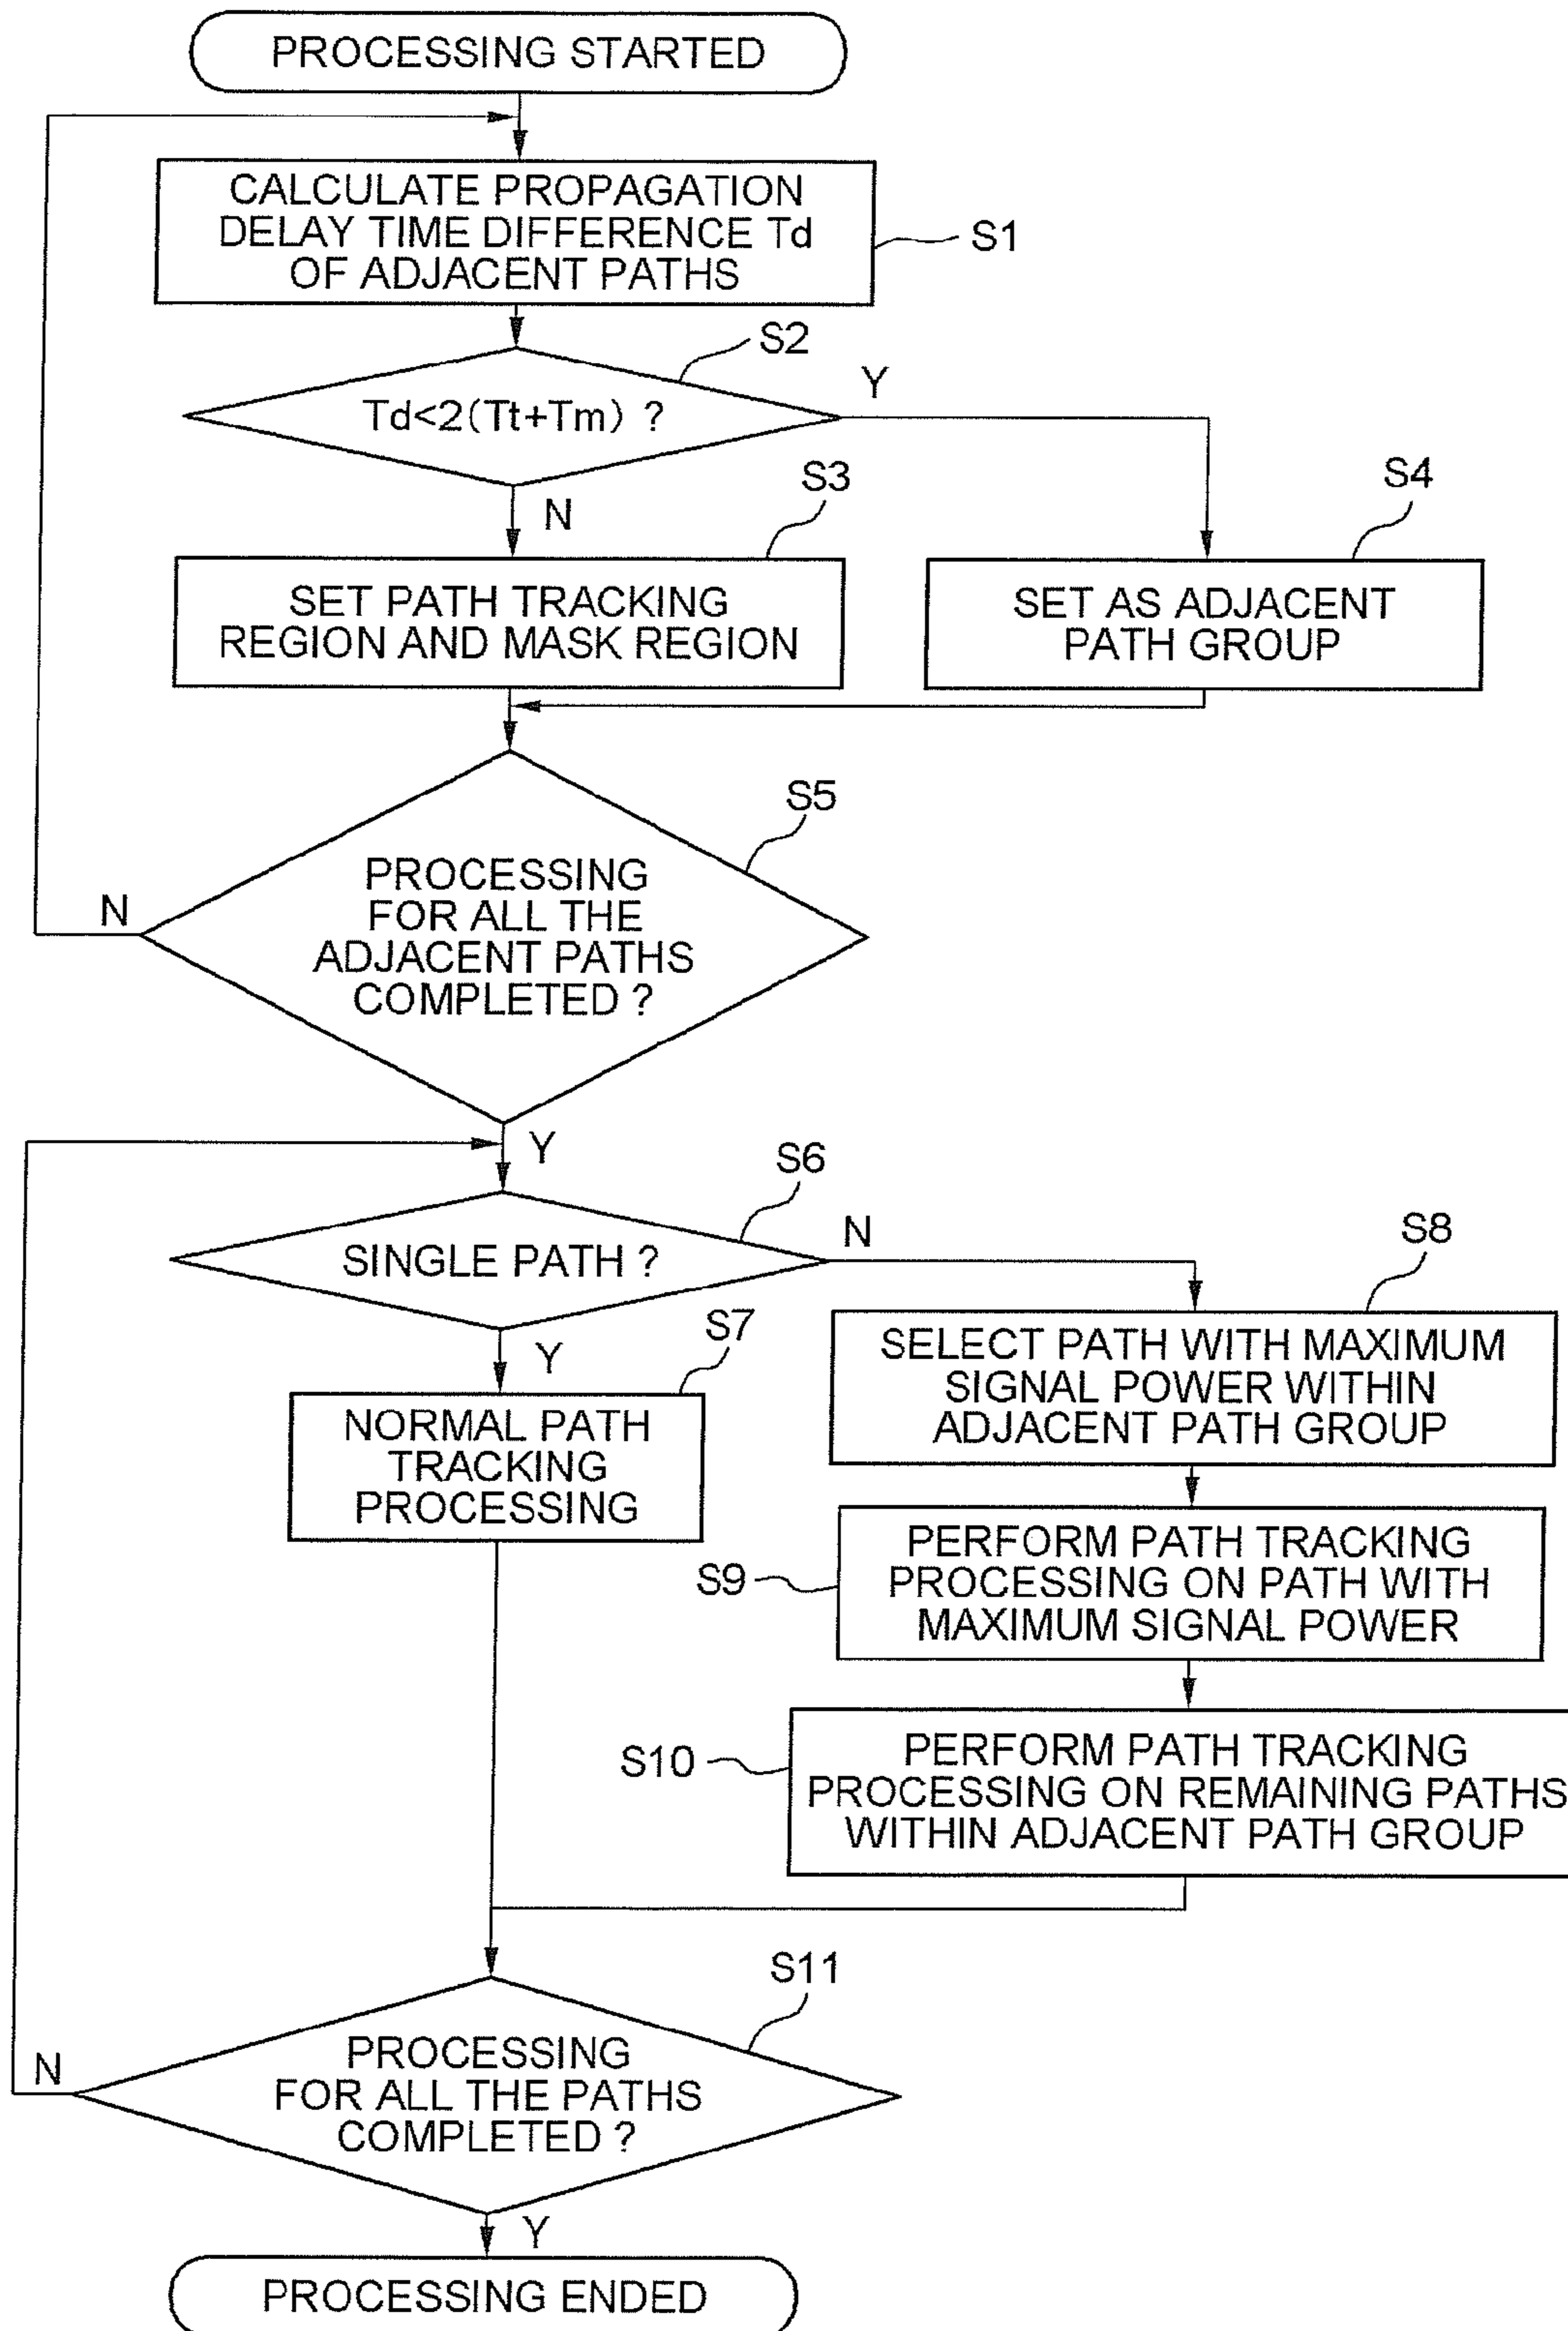 PROCESSING STARTED
CALCULATE PROPAGATION
DELAY TIME DIFFERENCE Td
OF ADJACENT PATHS
S1
S2
Td<2(Tt+Tm) ?
Y
N
S3
SET PATH TRACKING
REGION AND MASK REGION
S4
SET AS ADJACENT
PATH GROUP
S5
PROCESSING
FOR ALL THE
ADJACENT PATHS
COMPLETED ?
N
Y
S6
SINGLE PATH ?
N
Y
S7
NORMAL PATH
TRACKING
PROCESSING
S8
SELECT PATH WITH MAXIMUM
SIGNAL POWER WITHIN
ADJACENT PATH GROUP
S9
PERFORM PATH TRACKING
PROCESSING ON PATH WITH
MAXIMUM SIGNAL POWER
S10
PERFORM PATH TRACKING
PROCESSING ON REMAINING PATHS
WITHIN ADJACENT PATH GROUP
S11
PROCESSING
FOR ALL THE PATHS
COMPLETED ?
N
Y
PROCESSING ENDED